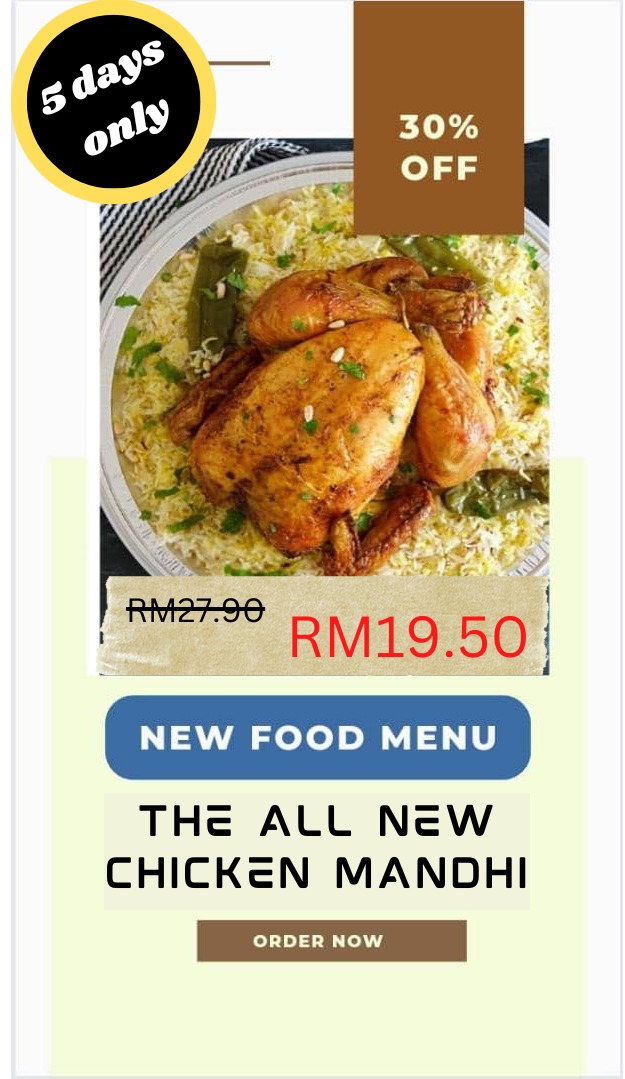 5 days
only
30%
OFF
RM27.90
RM19.50
NEW FOOD MENU
THE ALL NEW
CHICKEN MANDHI
ORDER NOW